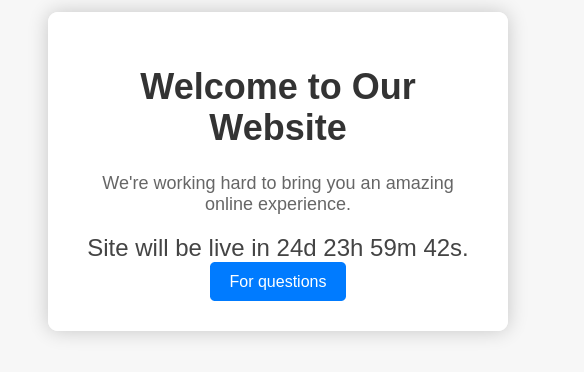 Welcome to Our
Website
We're working hard to bring you an amazing
online experience.
Site will be live in 24d 23h 59m 42s.
For questions